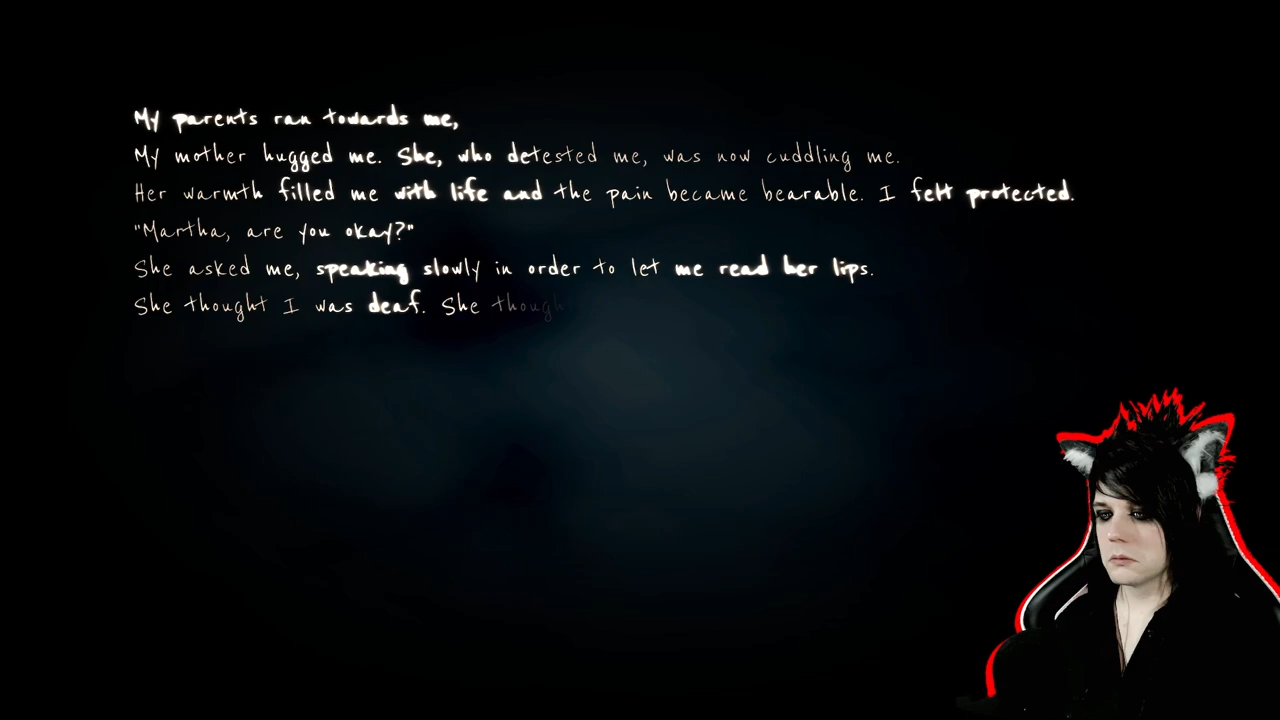 My parents ran towards me,
My mother hugged me. She, who detested me, was now cuddling me.
Her warmth filled me with life and the pain became bearable. I felt protected.
"Martha, are you okay?"
She asked me, speaking slowly in order to let me read her lips.
She thought I was deaf. She though